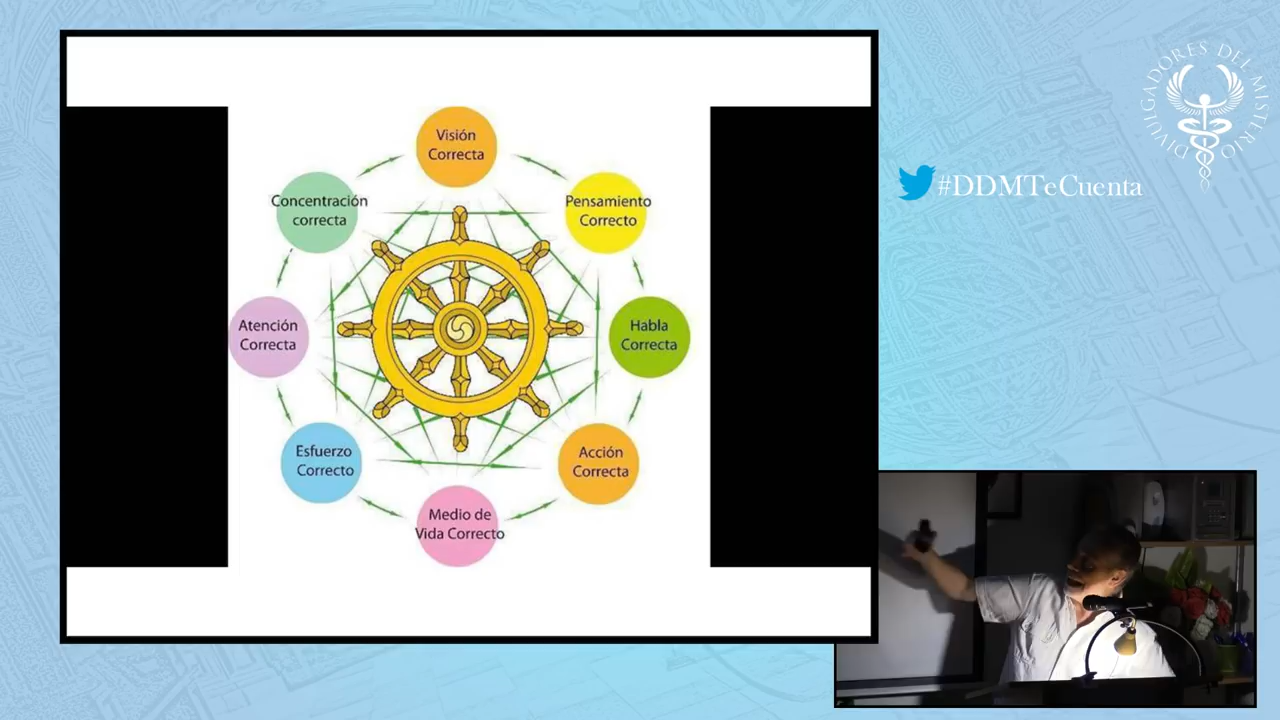 Visión
Correcta
Pensamiento
Correcto
Habla
Correcta
Acción
Correcta
Medio de
Vida Correcto
Esfuerzo
Correcto
Atención
Correcta
Concentración
correcta
#DDMTeCuenta
DIVULGADORES DEL MISTERIO